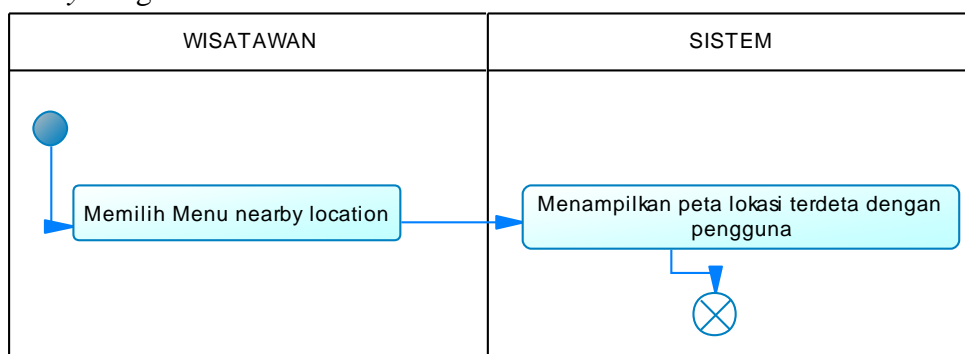 WISATAWAN
SISTEM
Memilih Menu nearby location
Menampilkan peta lokasi terdeta dengan
pengguna